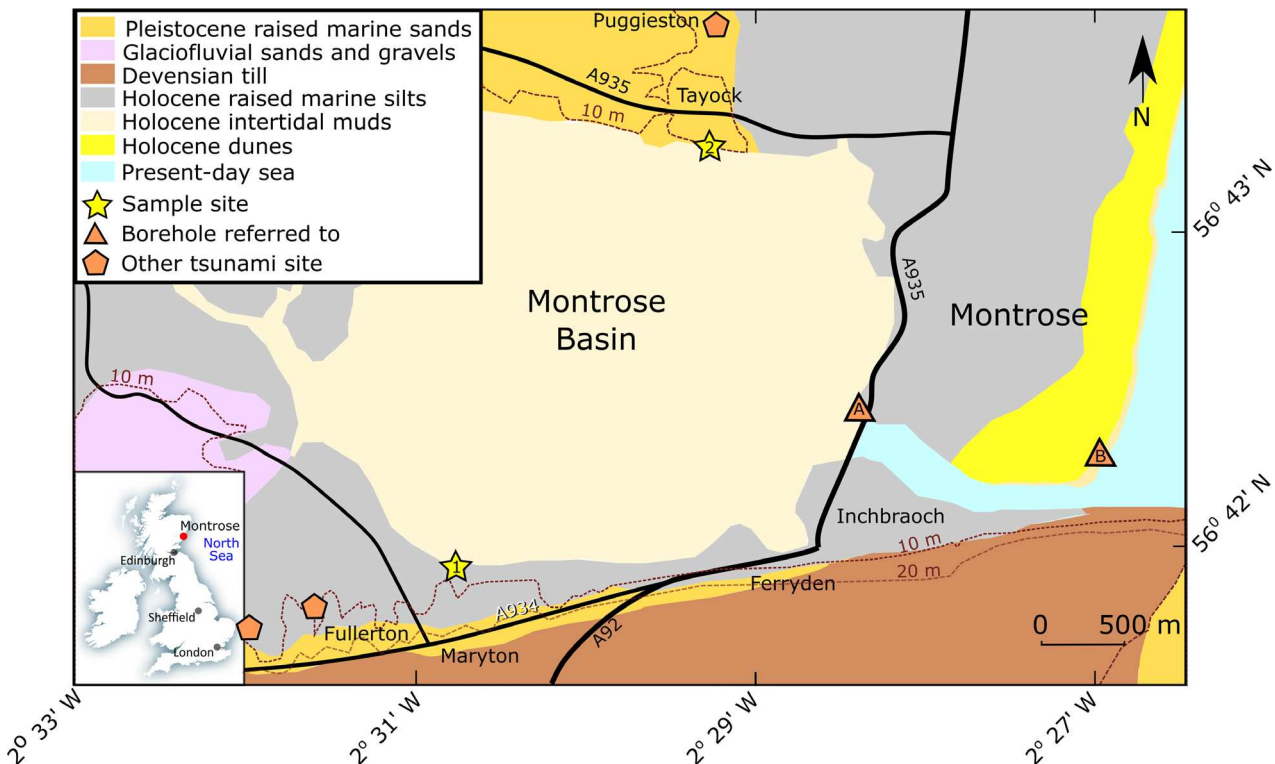 Pleistocene raised marine sands
Glaciofluvial sands and gravels
Devensian till
Holocene raised marine silts
Holocene intertidal muds
Holocene dunes
Present-day sea
Sample site
Borehole referred to
Other tsunami site
Puggieston
A935
Tayock
10 m
2
N
56° 43' N
A935
Montrose
Basin
Montrose
10 m
A
B
56° 42' N
Inchbraoch
10 m
20 m
Ferryden
1
A934
Fullerton
A92
Maryton
0 500 m
Montrose
North
Sea
Edinburgh
Sheffield
London
2° 33' W
2° 31' W
2° 29' W
2° 27' W